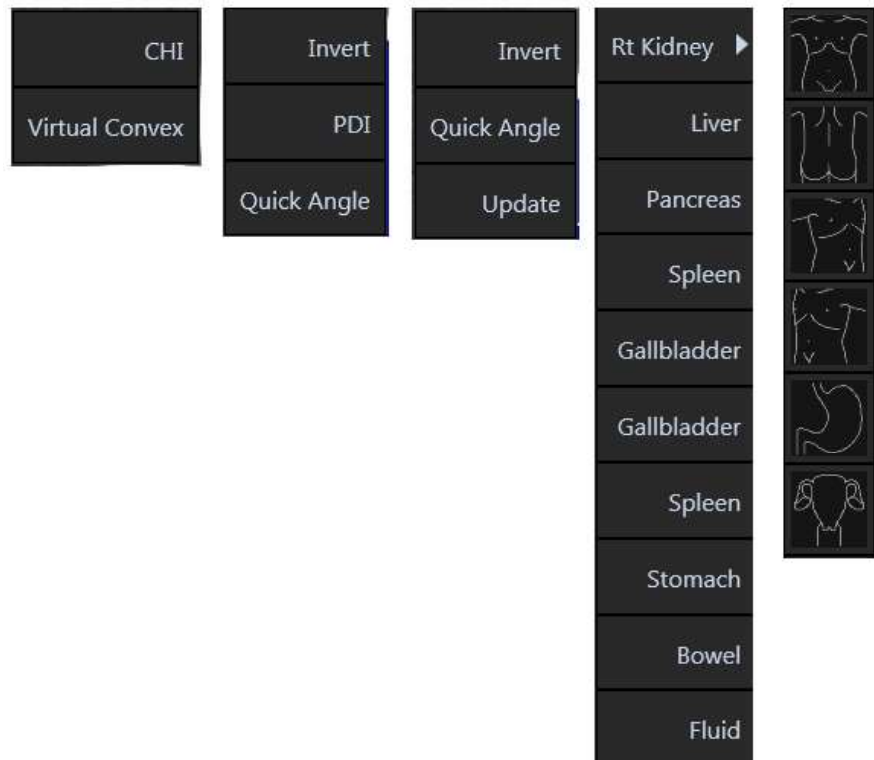 CHI
Virtual Convex
Invert
PDI
Quick Angle
Invert
Quick Angle
Update
Rt Kidney
Liver
Pancreas
Spleen
Gallbladder
Gallbladder
Spleen
Stomach
Bowel
Fluid